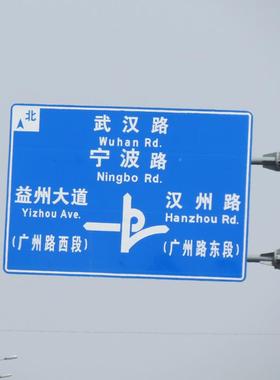 北
武汉路
Wuhan Rd.
宁波路
Ningbo Rd.
益州大道
Yizhou Ave.
(广州路西段)
汉州路
Hanzhou Rd.
(广州路东段)